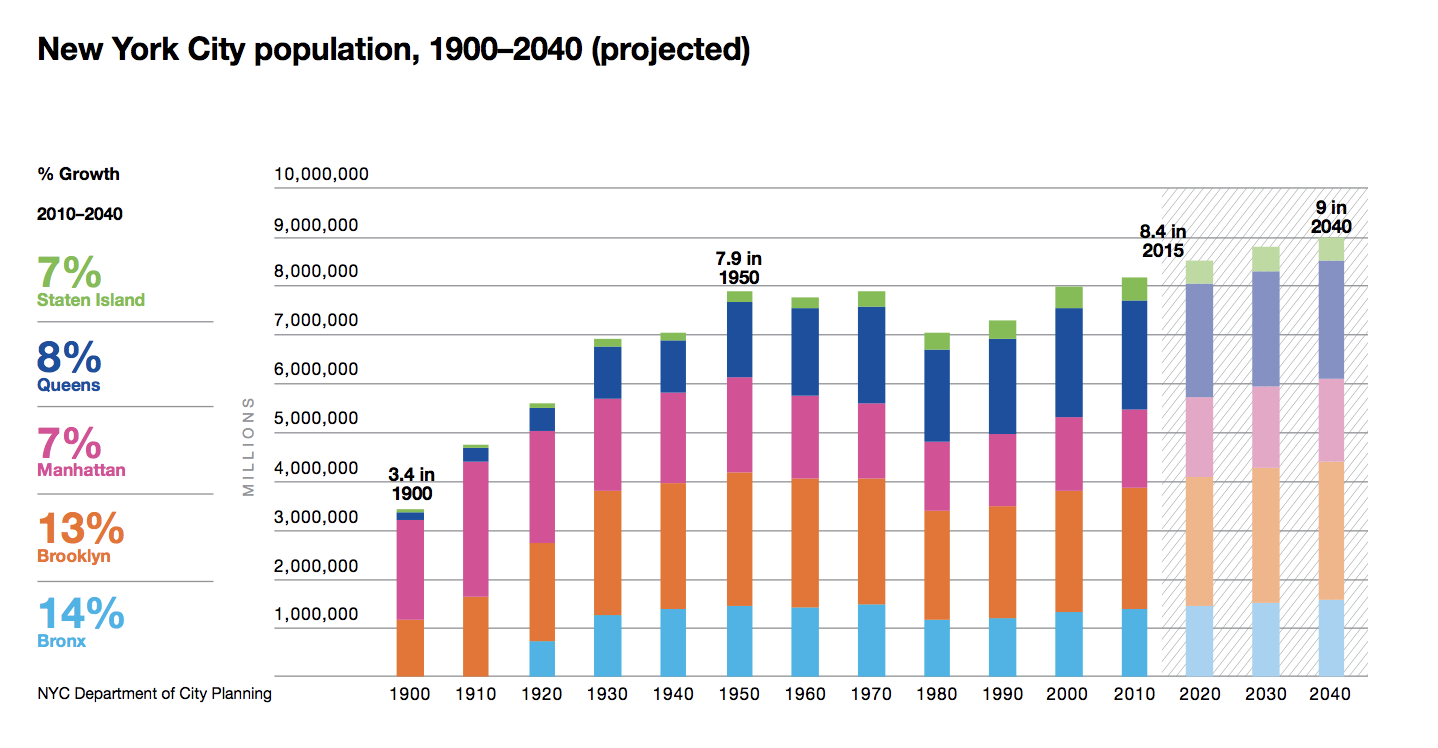 New York City population, 1900–2040 (projected)
% Growth
2010–2040
7%
Staten Island
8%
Queens
7%
Manhattan
13%
Brooklyn
14%
Bronx
NYC Department of City Planning
MILLIONS
10,000,000
9,000,000
8,000,000
7,000,000
6,000,000
5,000,000
4,000,000
3,000,000
2,000,000
1,000,000
3.4 in
1900
7.9 in
1950
8.4 in
2015
9 in
2040
1900 1910 1920 1930 1940 1950 1960 1970 1980 1990 2000 2010 2020 2030 2040